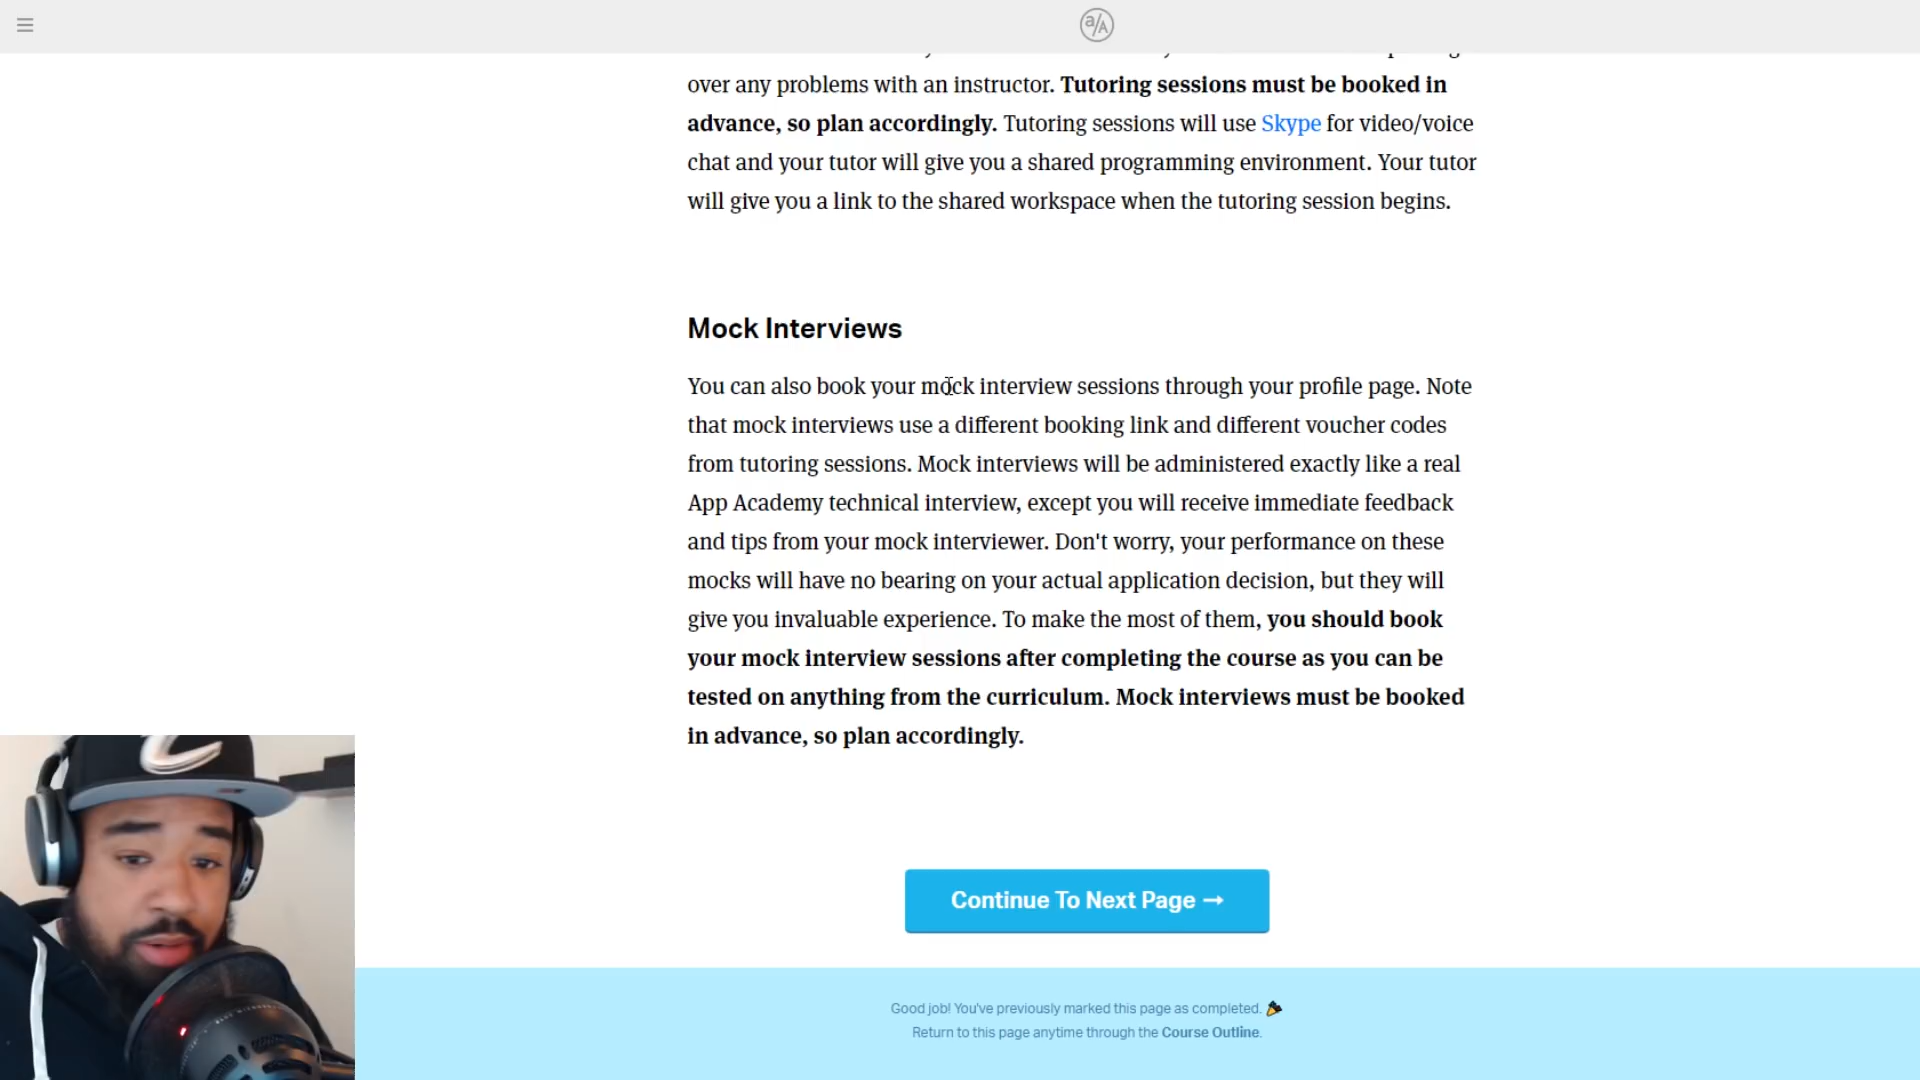 a/A
over any problems with an instructor. Tutoring sessions must be booked in
advance, so plan accordingly. Tutoring sessions will use Skype for video/voice
chat and your tutor will give you a shared programming environment. Your tutor
will give you a link to the shared workspace when the tutoring session begins.
Mock Interviews
You can also book your mock interview sessions through your profile page. Note
that mock interviews use a different booking link and different voucher codes
from tutoring sessions. Mock interviews will be administered exactly like a real
App Academy technical interview, except you will receive immediate feedback
and tips from your mock interviewer. Don't worry, your performance on these
mocks will have no bearing on your actual application decision, but they will
give you invaluable experience. To make the most of them, you should book
your mock interview sessions after completing the course as you can be
tested on anything from the curriculum. Mock interviews must be booked
in advance, so plan accordingly.
Continue To Next Page →
Good job! You've previously marked this page as completed.
Return to this page anytime through the Course Outline.